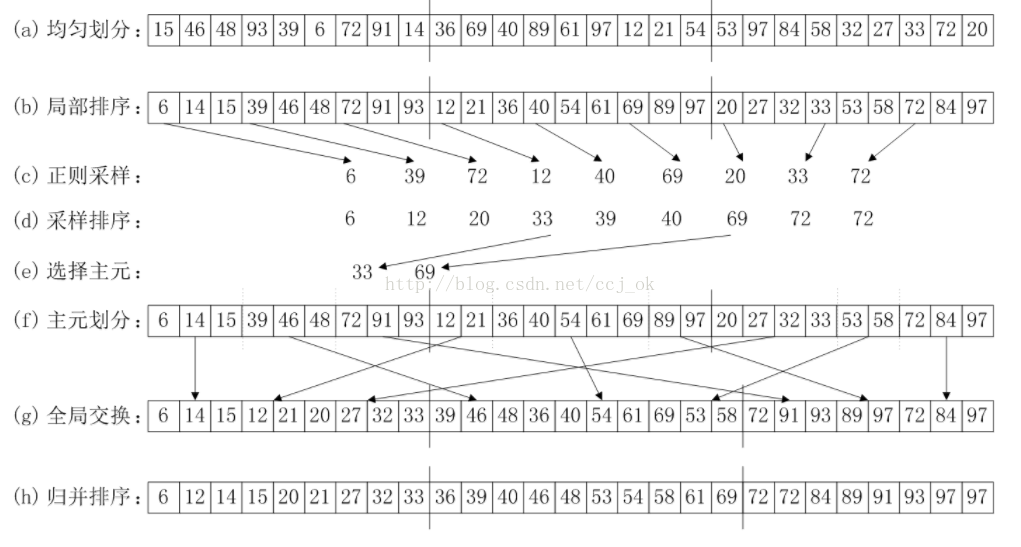 (a) 均匀划分: 15 46 48 93 39 6 72 91 14 36 69 40 89 61 97 12 21 54 53 97 84 58 32 27 33 72 20
(b) 局部排序: 6 14 15 39 46 48 72 91 93 12 21 36 40 54 61 69 89 97 20 27 32 33 53 58 72 84 97
(c) 正则采样: 6 39 72 12 40 69 20 33 72
(d) 采样排序: 6 12 20 33 39 40 69 72 72
(e) 选择主元: 33 69
http://blog.csdn.net/ccj_ok
(f) 主元划分: 6 14 15 39 46 48 72 91 93 12 21 36 40 54 61 69 89 97 20 27 32 33 53 58 72 84 97
(g) 全局交换: 6 14 15 12 21 20 27 32 33 39 46 48 36 40 54 61 69 53 58 72 91 93 89 97 72 84 97
(h) 归并排序: 6 12 14 15 20 21 27 32 33 36 39 40 46 48 53 54 58 61 69 72 72 84 89 91 93 97 97